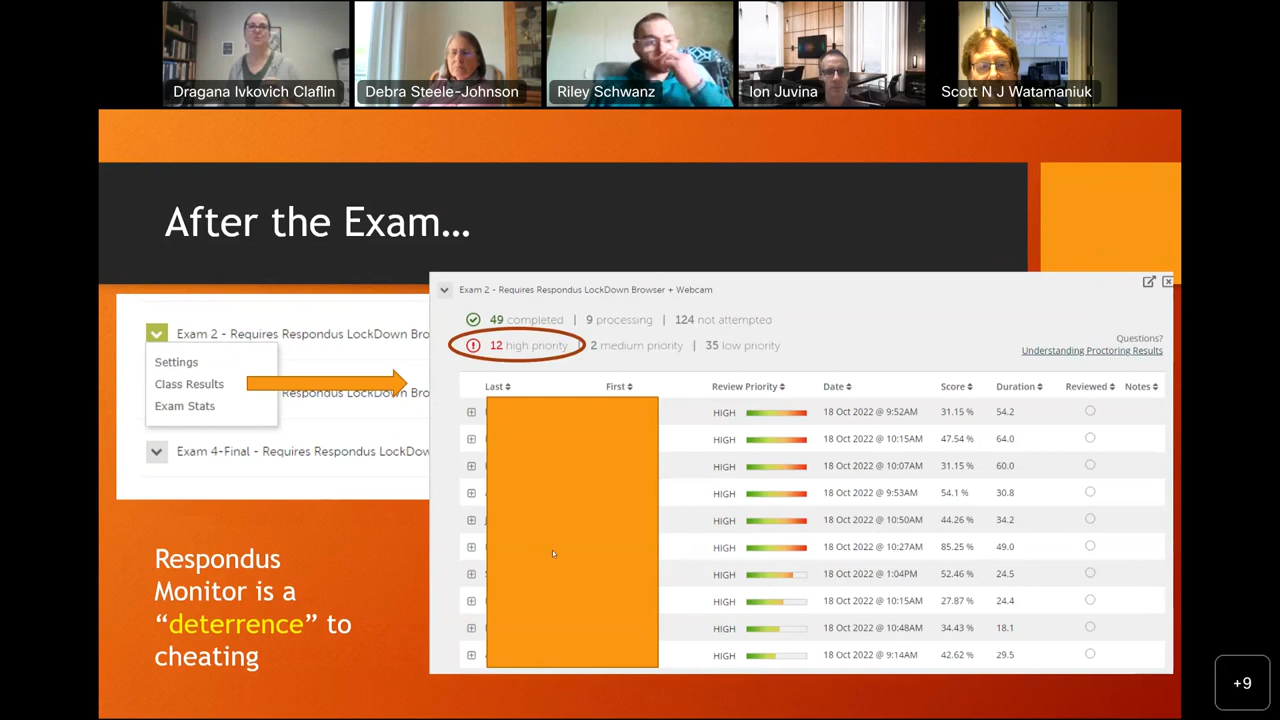 Dragana Ivkovich Claflin
Debra Steele-Johnson
Riley Schwanz
Ion Juvina
Scott N J Watamaniuk
After the Exam...
Exam 2 - Requires Respondus LockDown Bro
Settings
Class Results
Exam Stats
Requires Respondus LockDown Bro
Exam 4-Final - Requires Respondus LockDow
Respondus
Monitor is a
“deterrence” to
cheating
Exam 2 - Requires Respondus LockDown Browser + Webcam
49 completed | 9 processing | 124 not attempted
12 high priority | 2 medium priority | 35 low priority
Questions?
Understanding Proctoring Results
Last First Review Priority Date Score Duration Reviewed Notes
HIGH 18 Oct 2022 @ 9:52AM 31.15 % 54.2
HIGH 18 Oct 2022 @ 10:15AM 47.54 % 64.0
HIGH 18 Oct 2022 @ 10:07AM 31.15 % 60.0
HIGH 18 Oct 2022 @ 9:53AM 54.1 % 30.8
HIGH 18 Oct 2022 @ 10:50AM 44.26 % 34.2
HIGH 18 Oct 2022 @ 10:27AM 85.25 % 49.0
HIGH 18 Oct 2022 @ 1:04PM 52.46 % 24.5
HIGH 18 Oct 2022 @ 10:15AM 27.87 % 24.4
HIGH 18 Oct 2022 @ 10:48AM 34.43 % 18.1
HIGH 18 Oct 2022 @ 9:14AM 42.62 % 29.5
+9